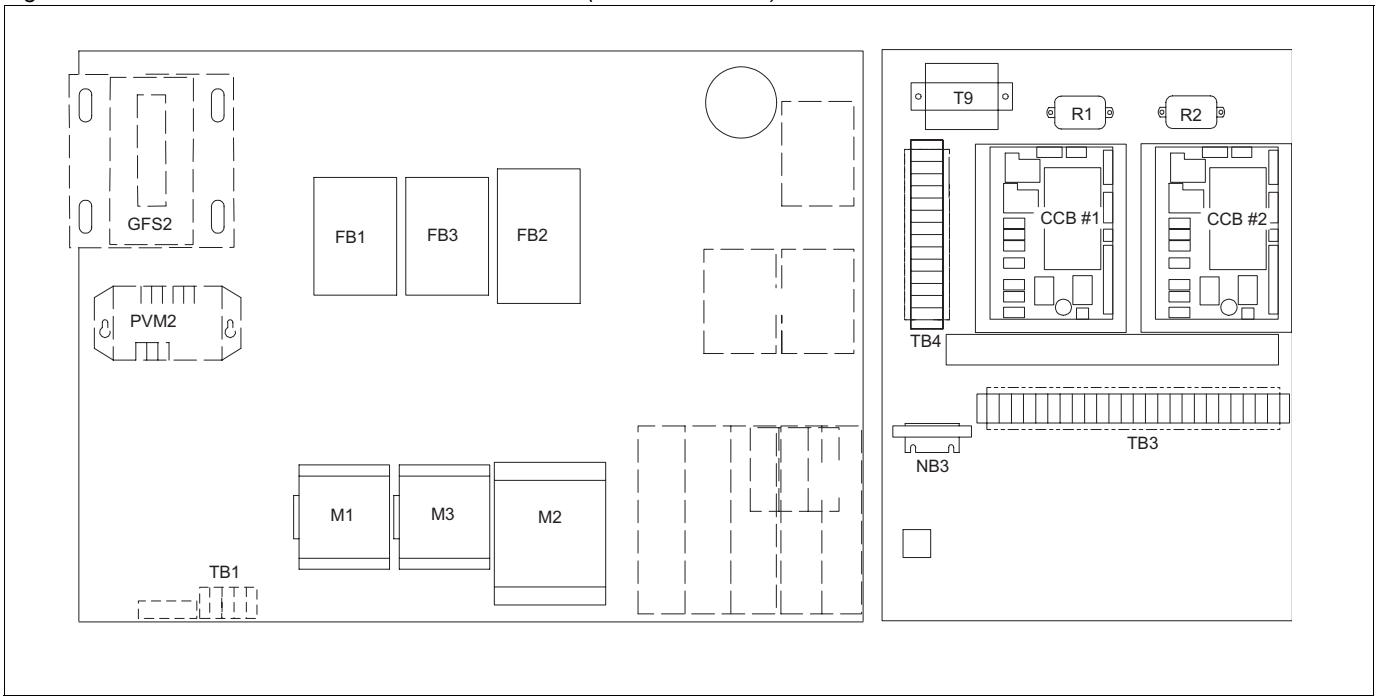 T9
R1
R2
GFS2
FB1
FB3
FB2
CCB #1
CCB #2
PVM2
TB4
TB3
NB3
M1
M3
M2
TB1